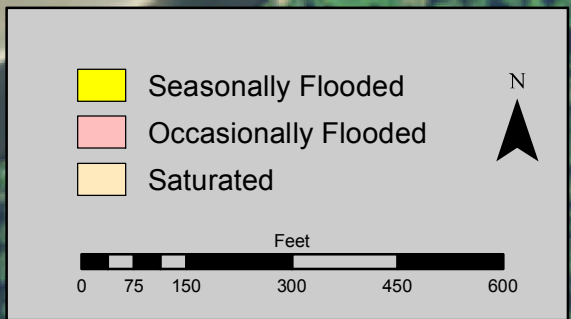 Seasonally Flooded
N
Occasionally Flooded
Saturated
Feet
0 75 150 300 450 600